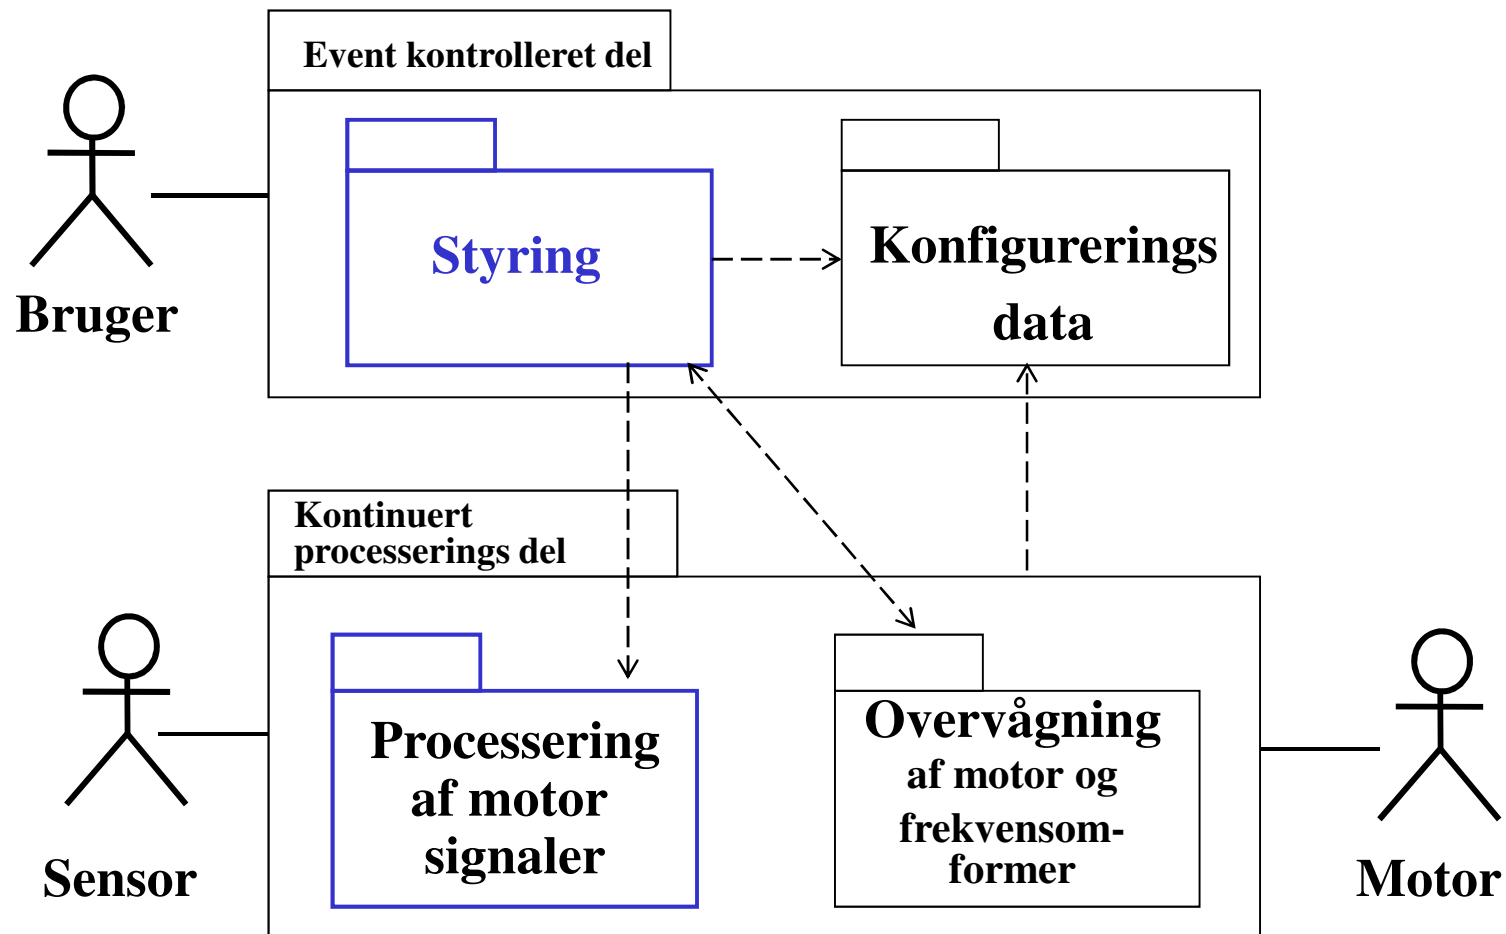 Event kontrolleret del
Styring
Konfigurerings
data
Bruger
Kontinuert
processerings del
Processering
af motor
signaler
Overvågning
af motor og
frekvensom-
former
Sensor
Motor